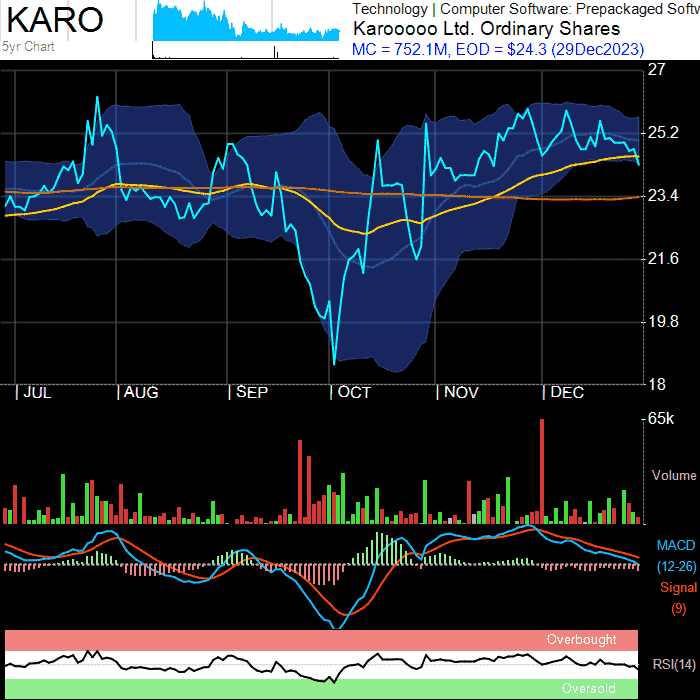 KARO
5yr Chart
Technology | Computer Software: Prepackaged Softw
Karooooo Ltd. Ordinary Shares
MC = 752.1M, EOD = $24.3 (29Dec2023)
27
25.2
23.4
21.6
19.8
18
JUL AUG SEP OCT NOV DEC
65k
Volume
MACD
(12-26)
Signal
(9)
Overbought
RSI(14)
Oversold